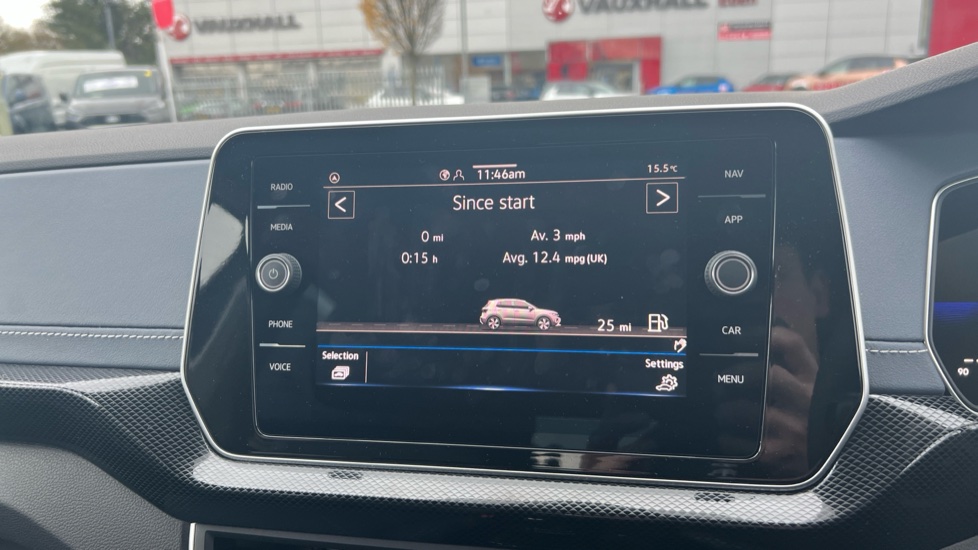 VAUXHALL
VAUXHALL
RADIO
MEDIA
PHONE
VOICE
11:46am
15.5°C
<
Since start
>
0 mi
Av. 3 mph
0:15 h
Avg. 12.4 mpg (UK)
25 mi
Selection
Settings
NAV
APP
CAR
MENU
90